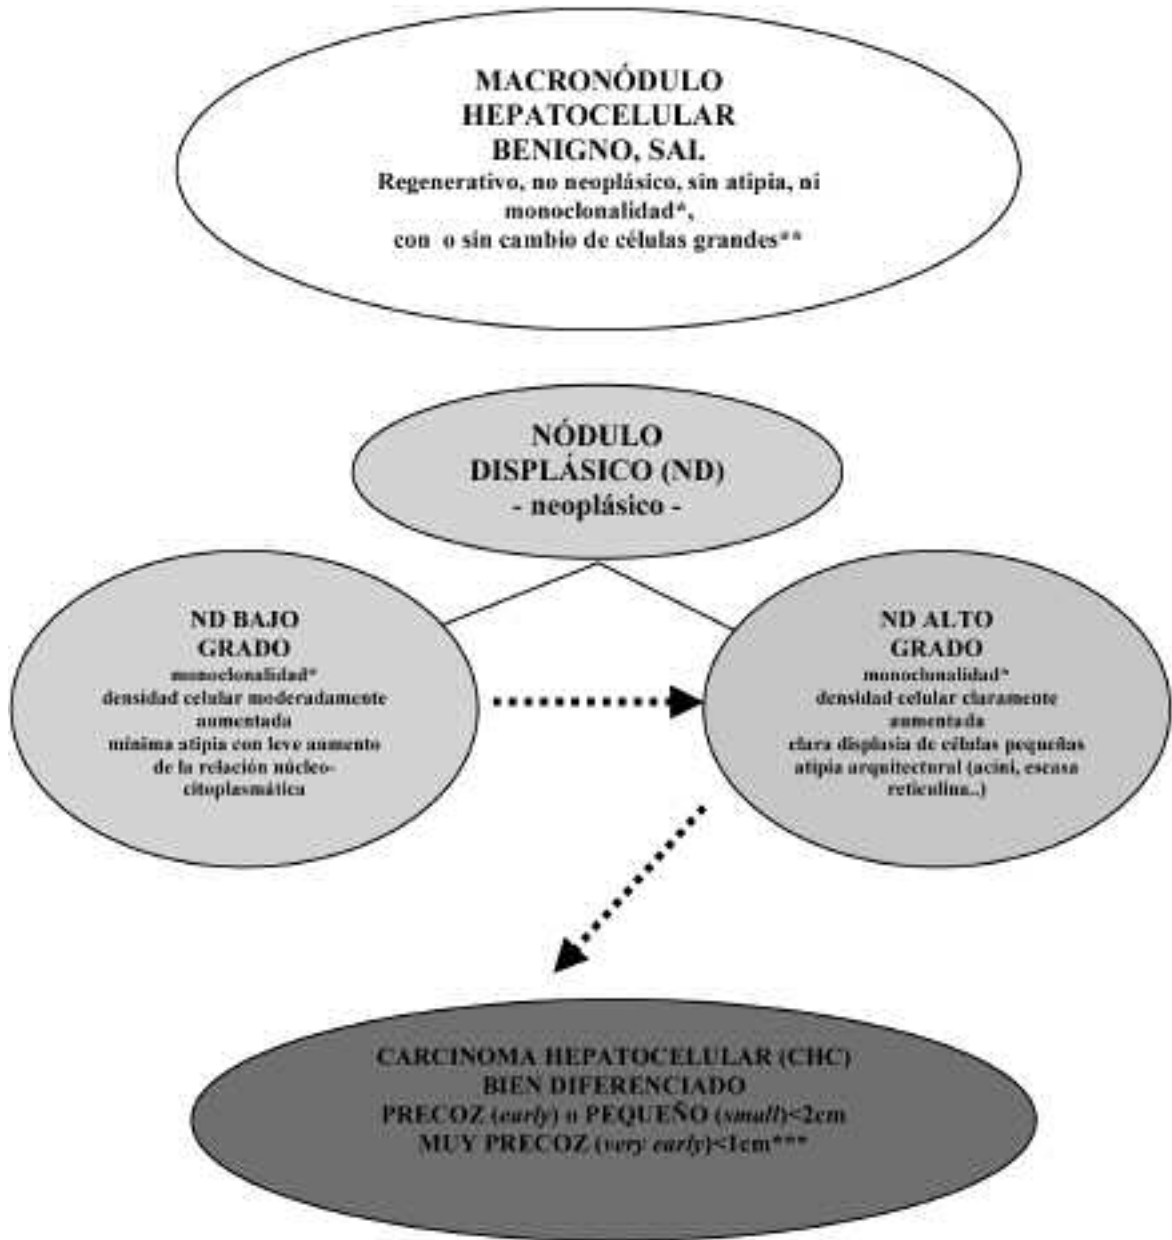 MACRONÓDULO
HEPATOCELULAR
BENIGNO, SAI.
Regenerativo, no neoplásico, sin atipia, ni
monoclonalidad*,
con o sin cambio de células grandes**
NÓDULO
DISPLÁSICO (ND)
- neoplásico -
ND BAJO
GRADO
monoclonalidad*
densidad celular moderadamente
aumentada
mínima atipia con leve aumento
de la relación núcleo-
citoplasmática
ND ALTO
GRADO
monoclonalidad*
densidad celular claramente
aumentada
clara displasia de células pequeñas
atipia arquitectural (acini, escasa
reticulina..)
CARCINOMA HEPATOCELULAR (CHC)
BIEN DIFERENCIADO
PRECOZ (early) o PEQUEÑO (small)<2cm
MUY PRECOZ (very early)<1cm***